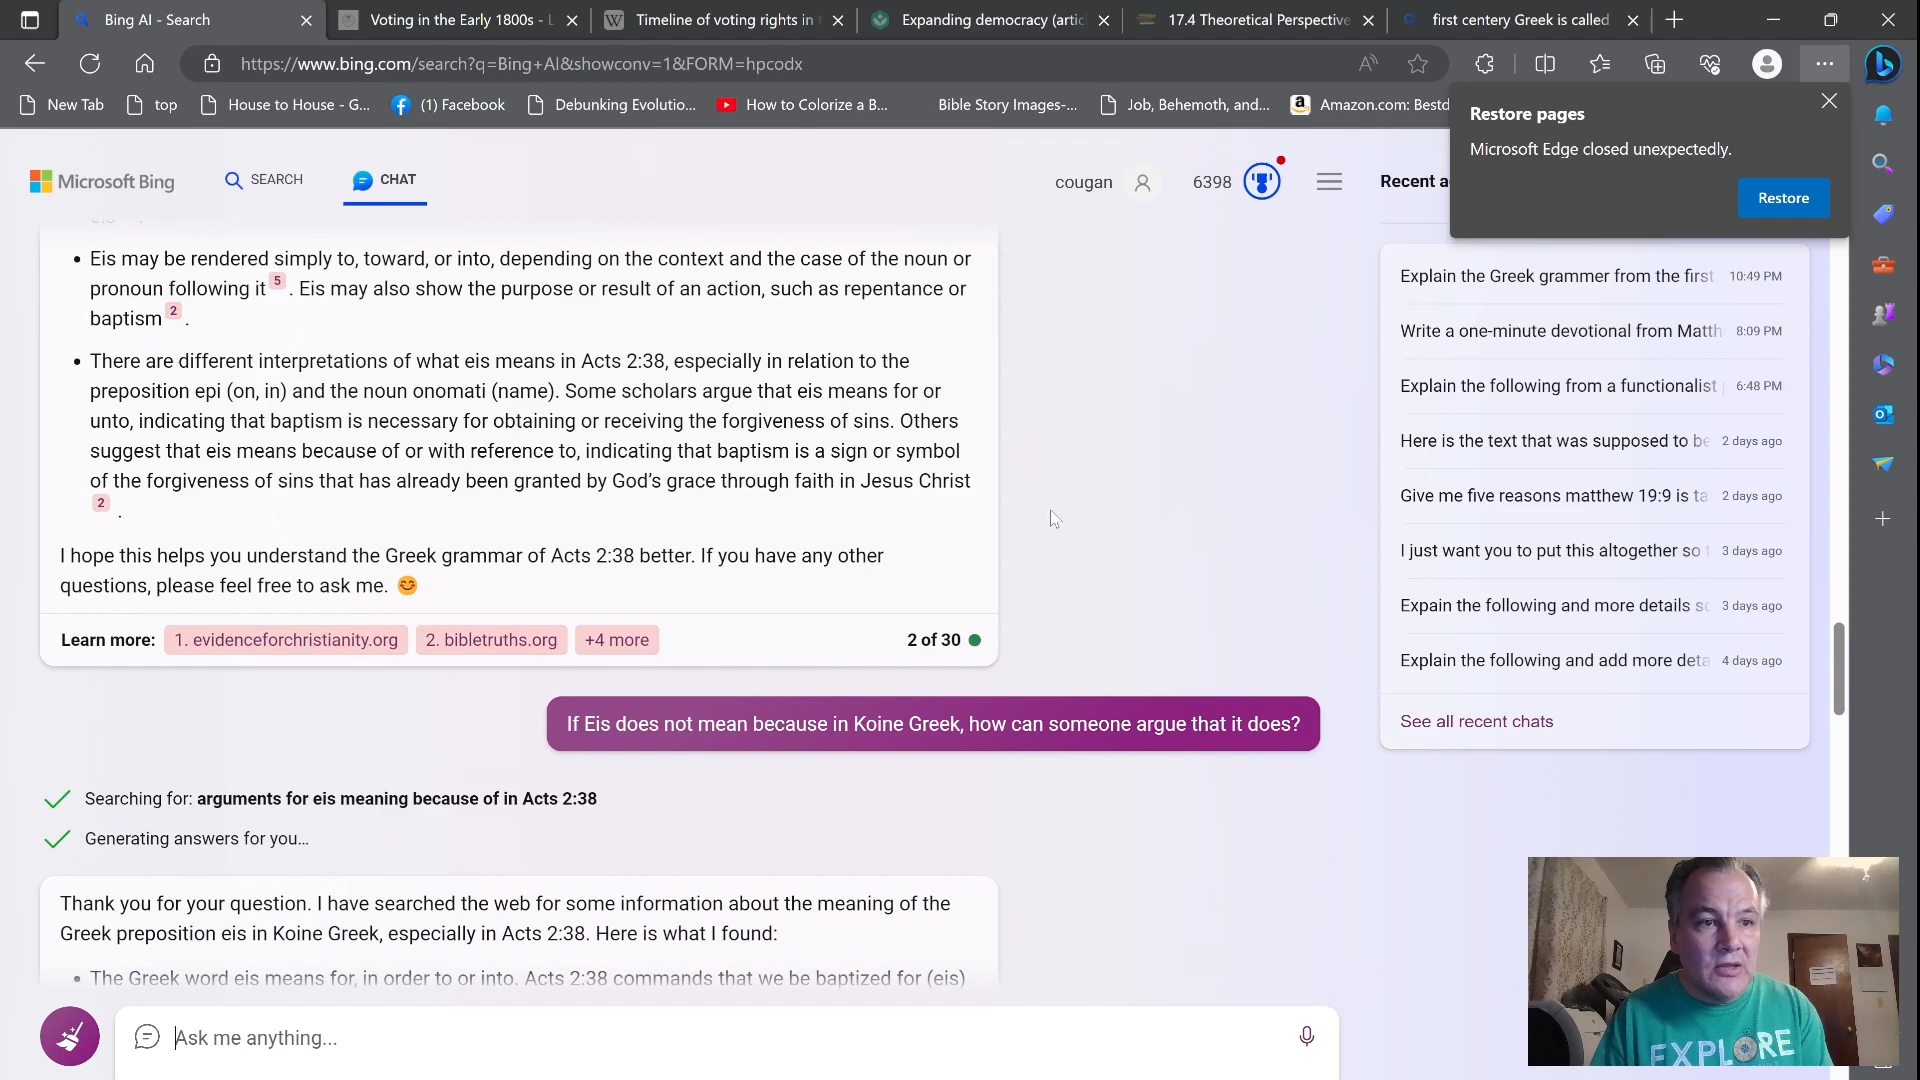 Bing AI - Search
Voting in the Early 1800s - L
Timeline of voting rights in
Expanding democracy (artic
17.4 Theoretical Perspective
first centery Greek is called
https://www.bing.com/search?q=Bing+AI&showconv=1&FORM=hpcodx
New Tab
top
House to House - G...
(1) Facebook
Debunking Evolutio...
How to Colorize a B...
Bible Story Images-...
Job, Behemoth, and...
Amazon.com: Bestd
Restore pages
Microsoft Edge closed unexpectedly.
Restore
Microsoft Bing
SEARCH
CHAT
cougan
6398
Recent a
• Eis may be rendered simply to, toward, or into, depending on the context and the case of the noun or
pronoun following it 5 . Eis may also show the purpose or result of an action, such as repentance or
baptism 2 .
• There are different interpretations of what eis means in Acts 2:38, especially in relation to the
preposition epi (on, in) and the noun onomati (name). Some scholars argue that eis means for or
unto, indicating that baptism is necessary for obtaining or receiving the forgiveness of sins. Others
suggest that eis means because of or with reference to, indicating that baptism is a sign or symbol
of the forgiveness of sins that has already been granted by God's grace through faith in Jesus Christ
2 .
I hope this helps you understand the Greek grammar of Acts 2:38 better. If you have any other
questions, please feel free to ask me. 😊
Learn more: 1. evidenceforchristianity.org 2. bibletruths.org +4 more 2 of 30
If Eis does not mean because in Koine Greek, how can someone argue that it does?
Searching for: arguments for eis meaning because of in Acts 2:38
Generating answers for you...
Thank you for your question. I have searched the web for some information about the meaning of the
Greek preposition eis in Koine Greek, especially in Acts 2:38. Here is what I found:
• The Greek word eis means for, in order to or into. Acts 2:38 commands that we be baptized for (eis)
Ask me anything...
Explain the Greek grammer from the first 10:49 PM
Write a one-minute devotional from Matth 8:09 PM
Explain the following from a functionalist 6:48 PM
Here is the text that was supposed to be 2 days ago
Give me five reasons matthew 19:9 is ta 2 days ago
I just want you to put this altogether so 3 days ago
Expain the following and more details so 3 days ago
Explain the following and add more deta 4 days ago
See all recent chats
EXPLORE